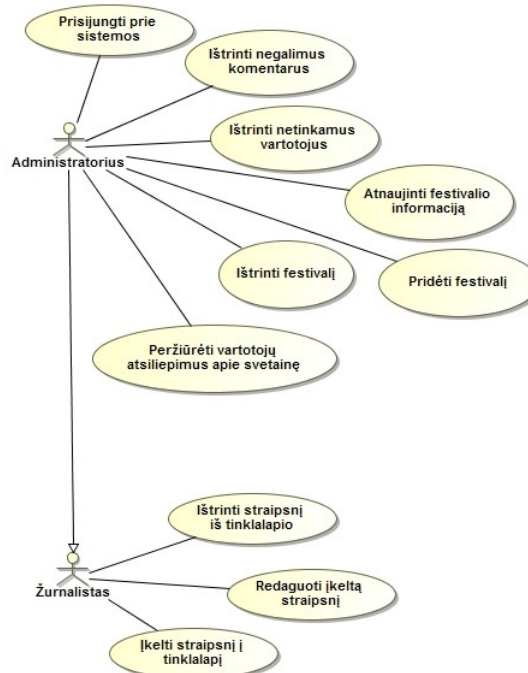 Prisijungti prie
sistemos
Ištrinti negalimus
komentarus
Ištrinti netinkamus
vartotojus
Administratorius
Atnaujinti festivalio
informaciją
Ištrinti festivalį
Pridėti festivalį
Peržiūrėti vartotojų
atsiliepimus apie svetainę
Ištrinti straipsnį
iš tinklalapio
Žurnalistas
Redaguoti įkeltą
straipsnį
Įkelti straipsnį į
tinklalapį